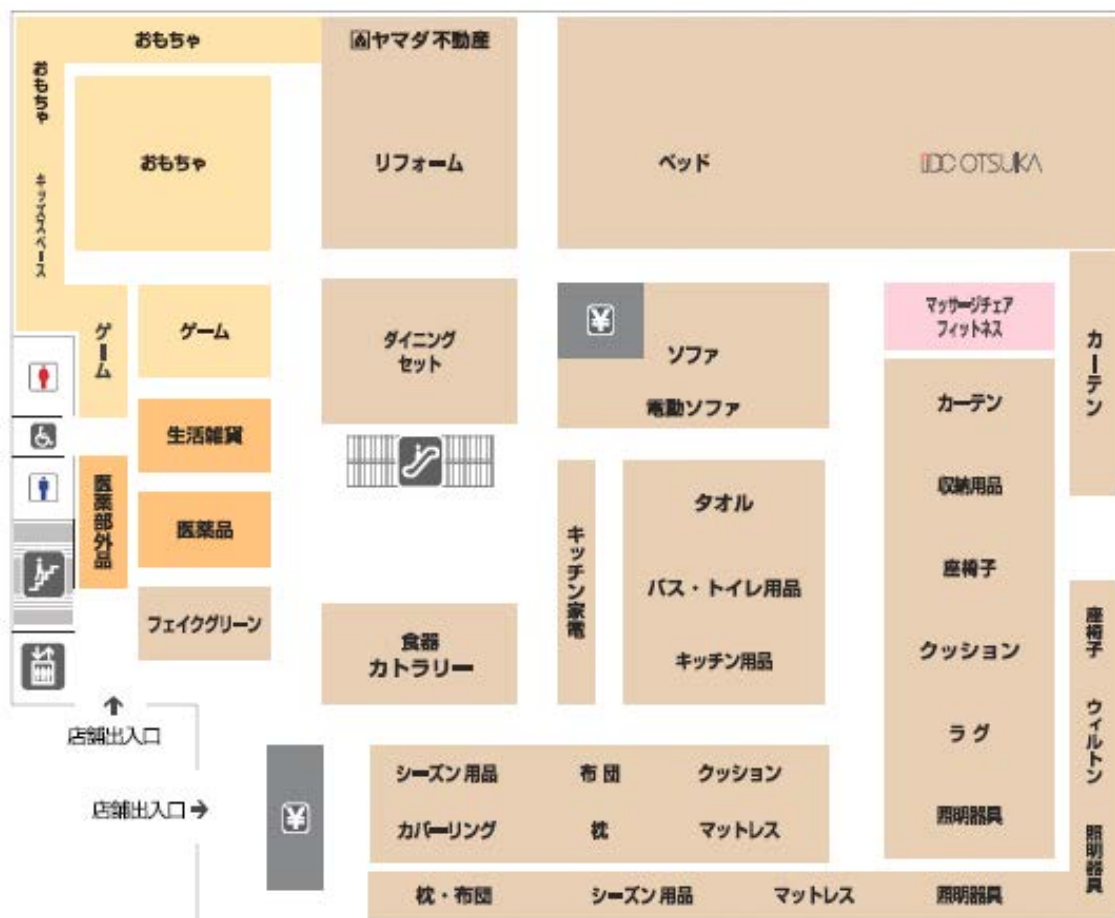 おもちゃ
ヤマダ不動産
おもちゃ
おもちゃ
リフォーム
ベッド
IDC OTSUKA
キッズスペース
ゲーム
ゲーム
ダイニング
セット
¥
ソファ
電動ソファ
マッサージチェア
フィットネス
カーテン
カーテン
生活雑貨
収納用品
医薬部外品
医薬品
キッチン家電
タオル
バス・トイレ用品
キッチン用品
座椅子
座椅子
フェイクグリーン
食器
カトラリー
クッション
ウィルトン
ラグ
店舗出入口
店舗出入口
¥
シーズン用品
布団
クッション
カバーリング
枕
マットレス
照明器具
照明器具
枕・布団
シーズン用品
マットレス
照明器具